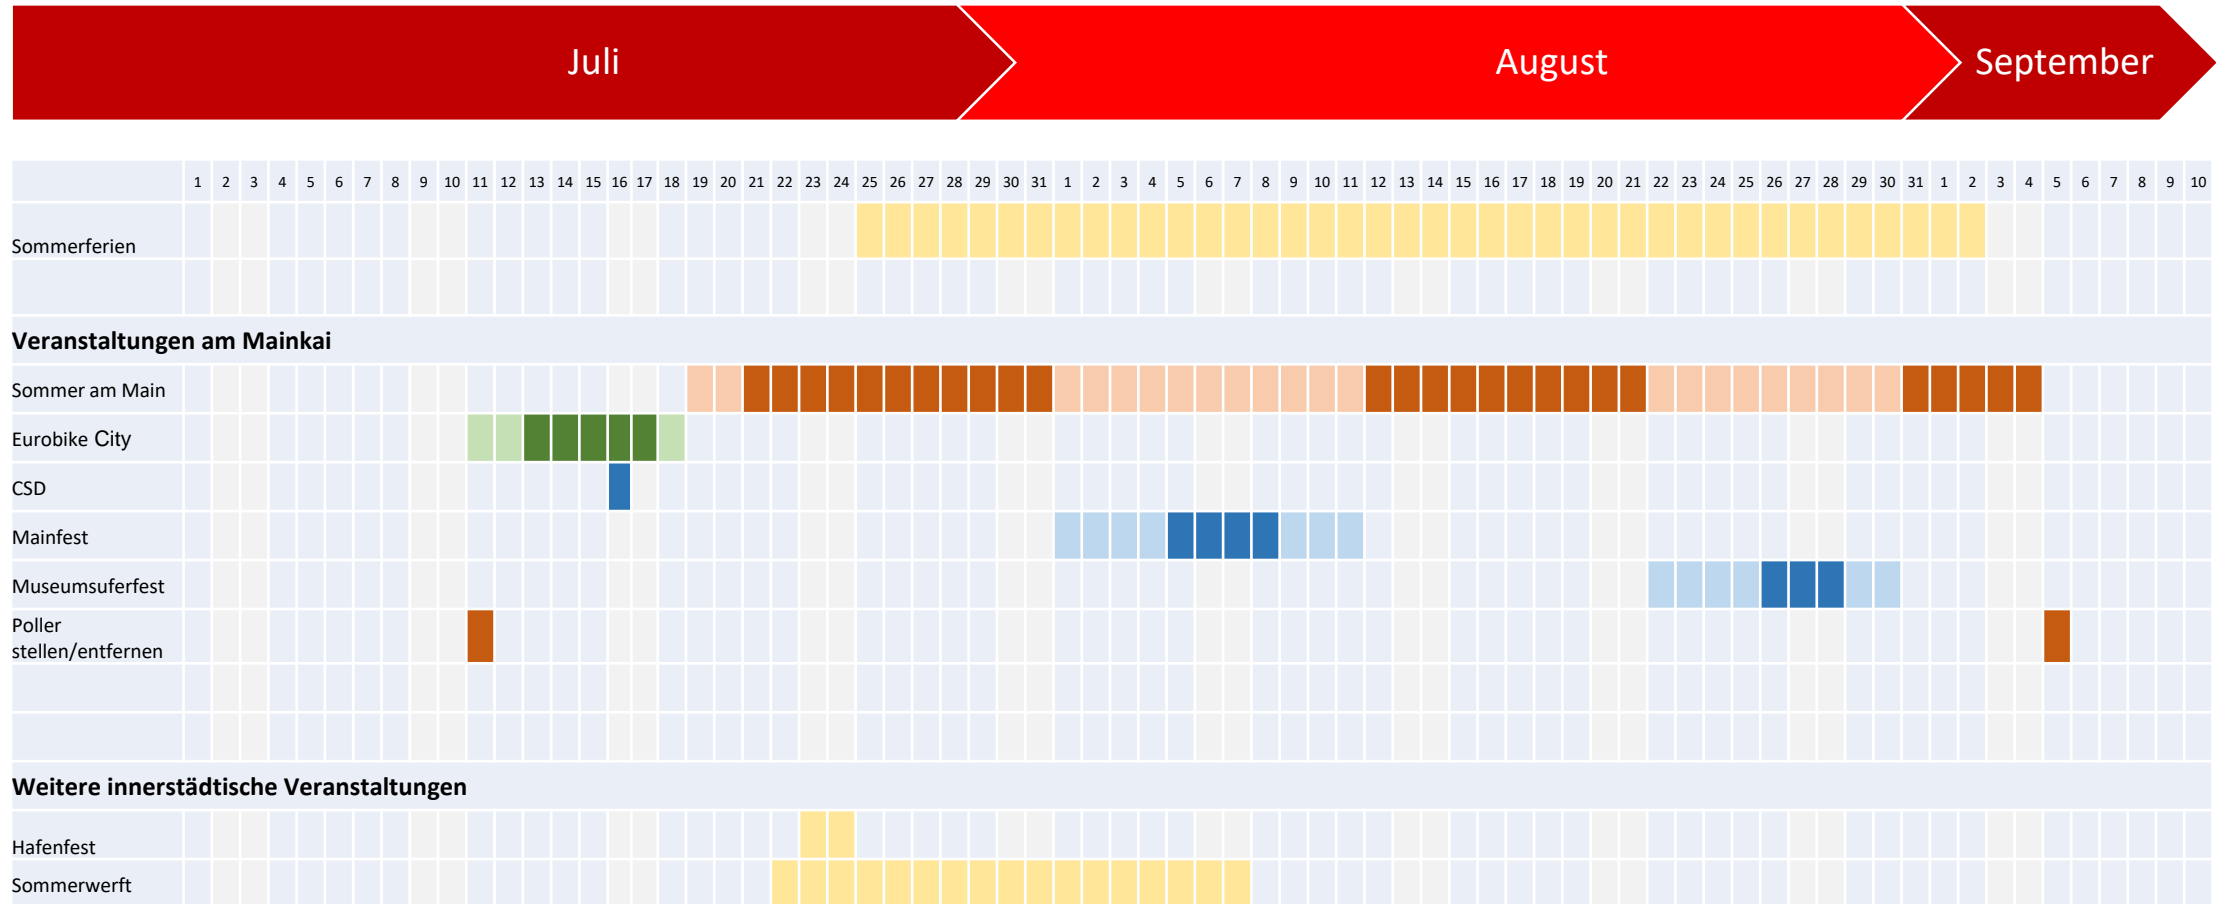 Juli August September
1 2 3 4 5 6 7 8 9 10 11 12 13 14 15 16 17 18 19 20 21 22 23 24 25 26 27 28 29 30 31 1 2 3 4 5 6 7 8 9 10 11 12 13 14 15 16 17 18 19 20 21 22 23 24 25 26 27 28 29 30 31 1 2 3 4 5 6 7 8 9 10
Sommerferien
Veranstaltungen am Mainkai
Sommer am Main
Eurobike City
CSD
Mainfest
Museumsuferfest
Poller
stellen/entfernen
Weitere innerstädtische Veranstaltungen
Hafenfest
Sommerwerft